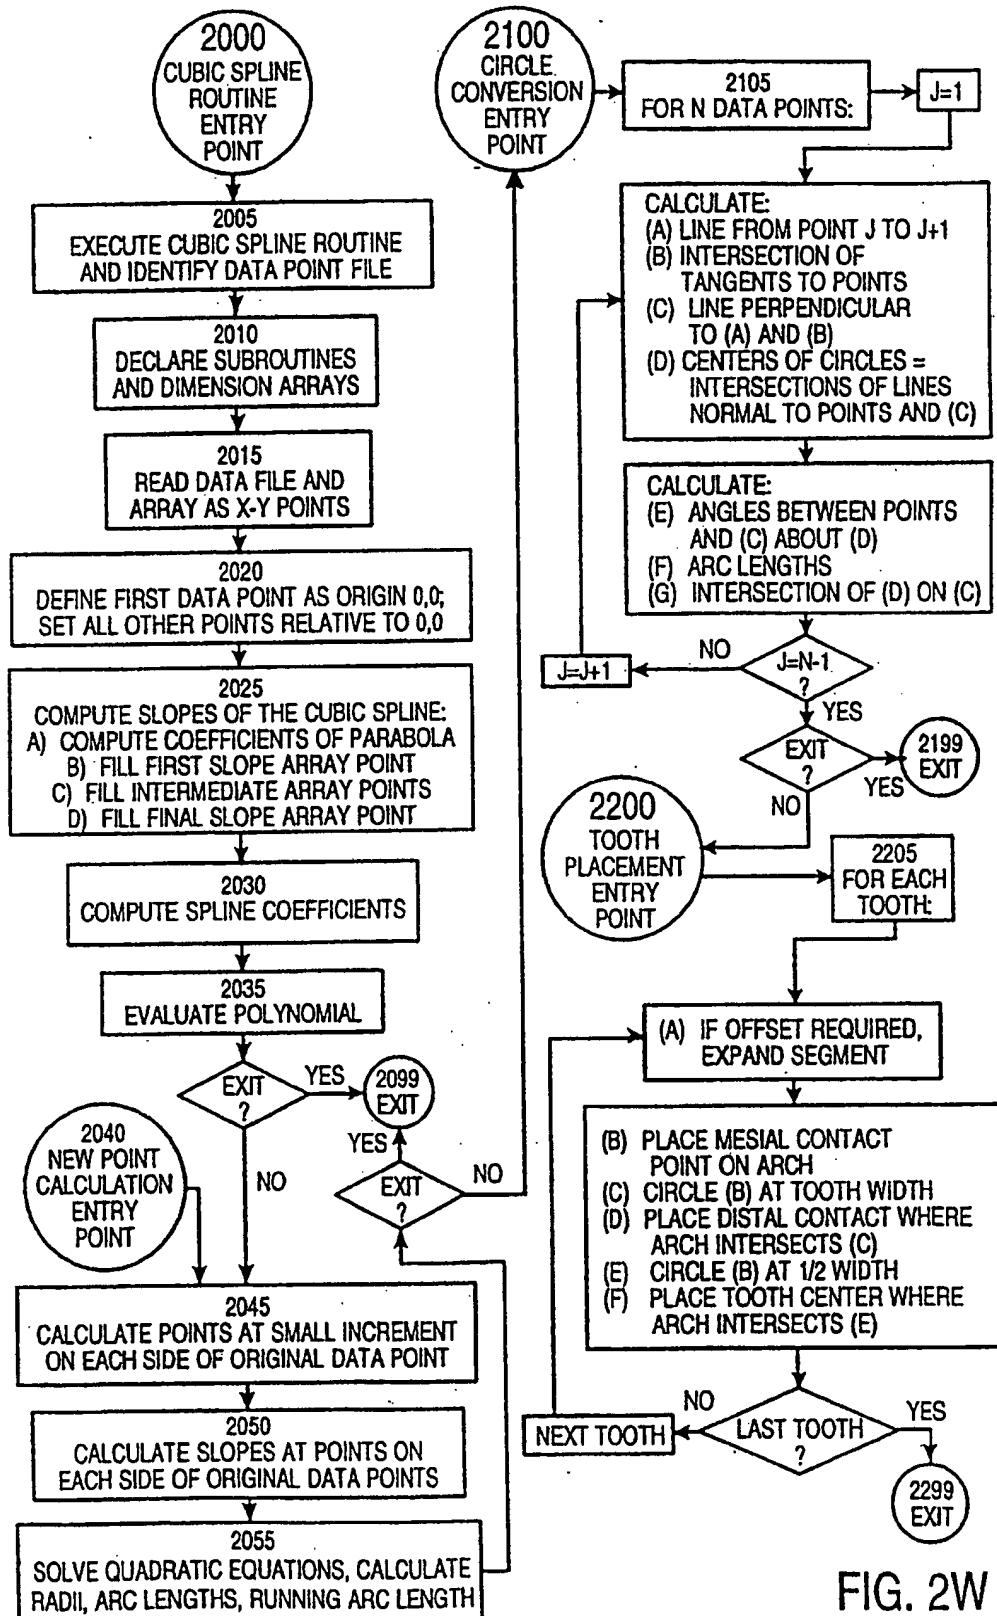 2000
CUBIC SPLINE
ROUTINE
ENTRY
POINT
2005
EXECUTE CUBIC SPLINE ROUTINE
AND IDENTIFY DATA POINT FILE
2010
DECLARE SUBROUTINES
AND DIMENSION ARRAYS
2015
READ DATA FILE AND
ARRAY AS X-Y POINTS
2020
DEFINE FIRST DATA POINT AS ORIGIN 0,0;
SET ALL OTHER POINTS RELATIVE TO 0,0
2025
COMPUTE SLOPES OF THE CUBIC SPLINE:
A) COMPUTE COEFFICIENTS OF PARABOLA
B) FILL FIRST SLOPE ARRAY POINT
C) FILL INTERMEDIATE ARRAY POINTS
D) FILL FINAL SLOPE ARRAY POINT
2030
COMPUTE SPLINE COEFFICIENTS
2035
EVALUATE POLYNOMIAL
EXIT
?
YES
2099
EXIT
NO
2040
NEW POINT
CALCULATION
ENTRY
POINT
YES
EXIT
?
NO
2045
CALCULATE POINTS AT SMALL INCREMENT
ON EACH SIDE OF ORIGINAL DATA POINT
2050
CALCULATE SLOPES AT POINTS ON
EACH SIDE OF ORIGINAL DATA POINTS
2055
SOLVE QUADRATIC EQUATIONS, CALCULATE
RADII, ARC LENGTHS, RUNNING ARC LENGTH
2100
CIRCLE
CONVERSION
ENTRY
POINT
2105
FOR N DATA POINTS:
J=1
CALCULATE:
(A) LINE FROM POINT J TO J+1
(B) INTERSECTION OF
TANGENTS TO POINTS
(C) LINE PERPENDICULAR
TO (A) AND (B)
(D) CENTERS OF CIRCLES =
INTERSECTIONS OF LINES
NORMAL TO POINTS AND (C)
CALCULATE:
(E) ANGLES BETWEEN POINTS
AND (C) ABOUT (D)
(F) ARC LENGTHS
(G) INTERSECTION OF (D) ON (C)
J=J+1
NO
J=N-1
?
YES
EXIT
?
YES
2199
EXIT
NO
2200
TOOTH
PLACEMENT
ENTRY
POINT
2205
FOR EACH
TOOTH:
(A) IF OFFSET REQUIRED,
EXPAND SEGMENT
(B) PLACE MESIAL CONTACT
POINT ON ARCH
(C) CIRCLE (B) AT TOOTH WIDTH
(D) PLACE DISTAL CONTACT WHERE
ARCH INTERSECTS (C)
(E) CIRCLE (B) AT 1/2 WIDTH
(F) PLACE TOOTH CENTER WHERE
ARCH INTERSECTS (E)
NEXT TOOTH
NO
LAST TOOTH
?
YES
2299
EXIT
FIG. 2W